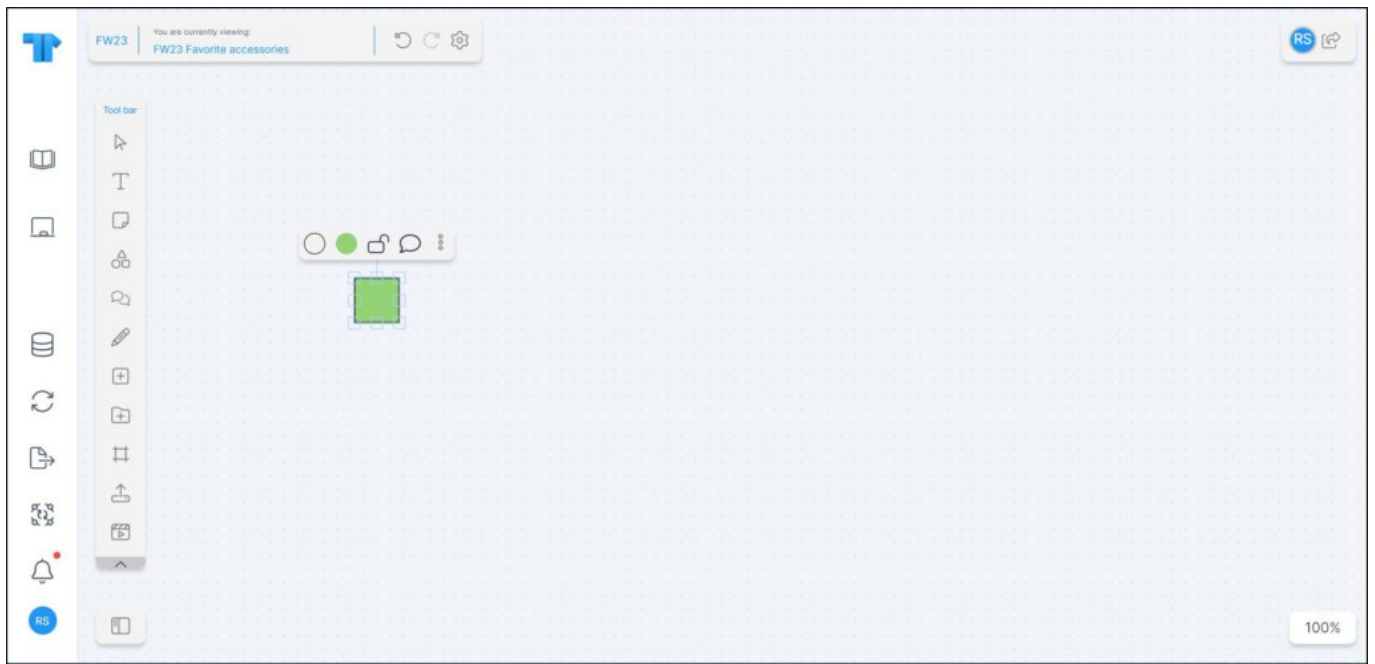 FW23
You are currently viewing:
FW23 Favorite accessories
RS
Tool bar
RS
100%